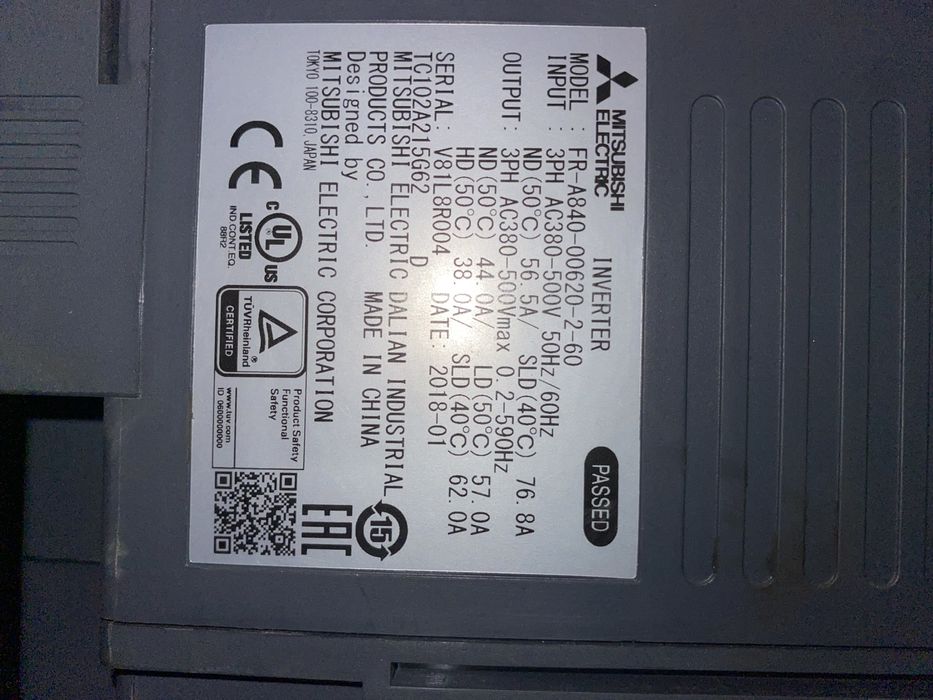 MITSUBISHI
ELECTRIC INVERTER
PASSED
MODEL : FR-A840-00620-2-60
INPUT : 3PH AC380-500V 50Hz/60Hz
ND(50°C) 56.5A/ SLD(40°C) 76.8A
OUTPUT: 3PH AC380-500Vmax 0.2-590Hz
ND(50°C) 44.0A/ LD(50°C) 57.0A
HD(50°C) 38.0A/ SLD(40°C) 62.0A
SERIAL: V81L8R004 DATE: 2018-01
TC102A215G62 D
MITSUBISHI ELECTRIC DALIAN INDUSTRIAL
PRODUCTS CO.,LTD. MADE IN CHINA
Designed by
MITSUBISHI ELECTRIC CORPORATION
TOKYO 100-8310, JAPAN
15
EAC
CE
C UL US
LISTED
IND.CONT.EQ.
88H2
TÜVRheinland®
CERTIFIED
Product Safety
Functional
Safety
www.tuv.com
ID 0600000000